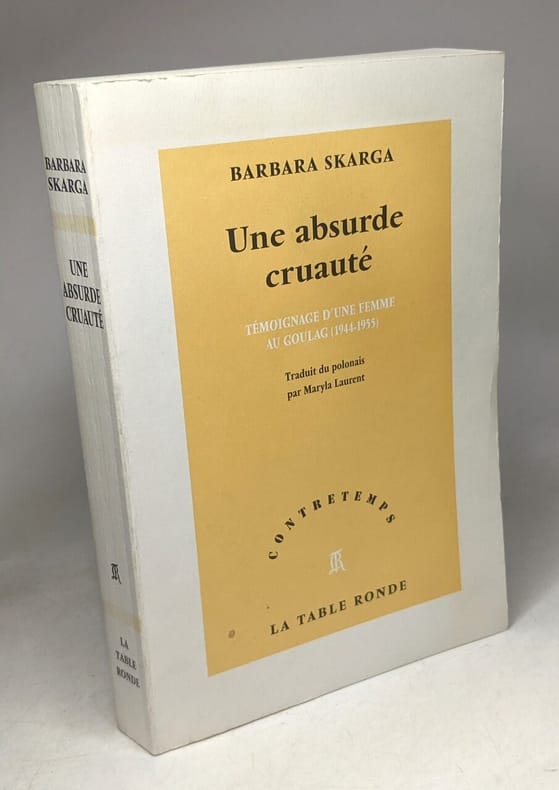 BARBARA SKARGA
Une absurde
cruauté
TÉMOIGNAGE D'UNE FEMME
AU GOULAG (1944-1955)
Traduit du polonais
par Maryla Laurent
CONTRETEMPS
LA TABLE RONDE
BARBARA
SKARGA
UNE
ABSURDE
CRUAUTÉ
LA
TABLE
RONDE